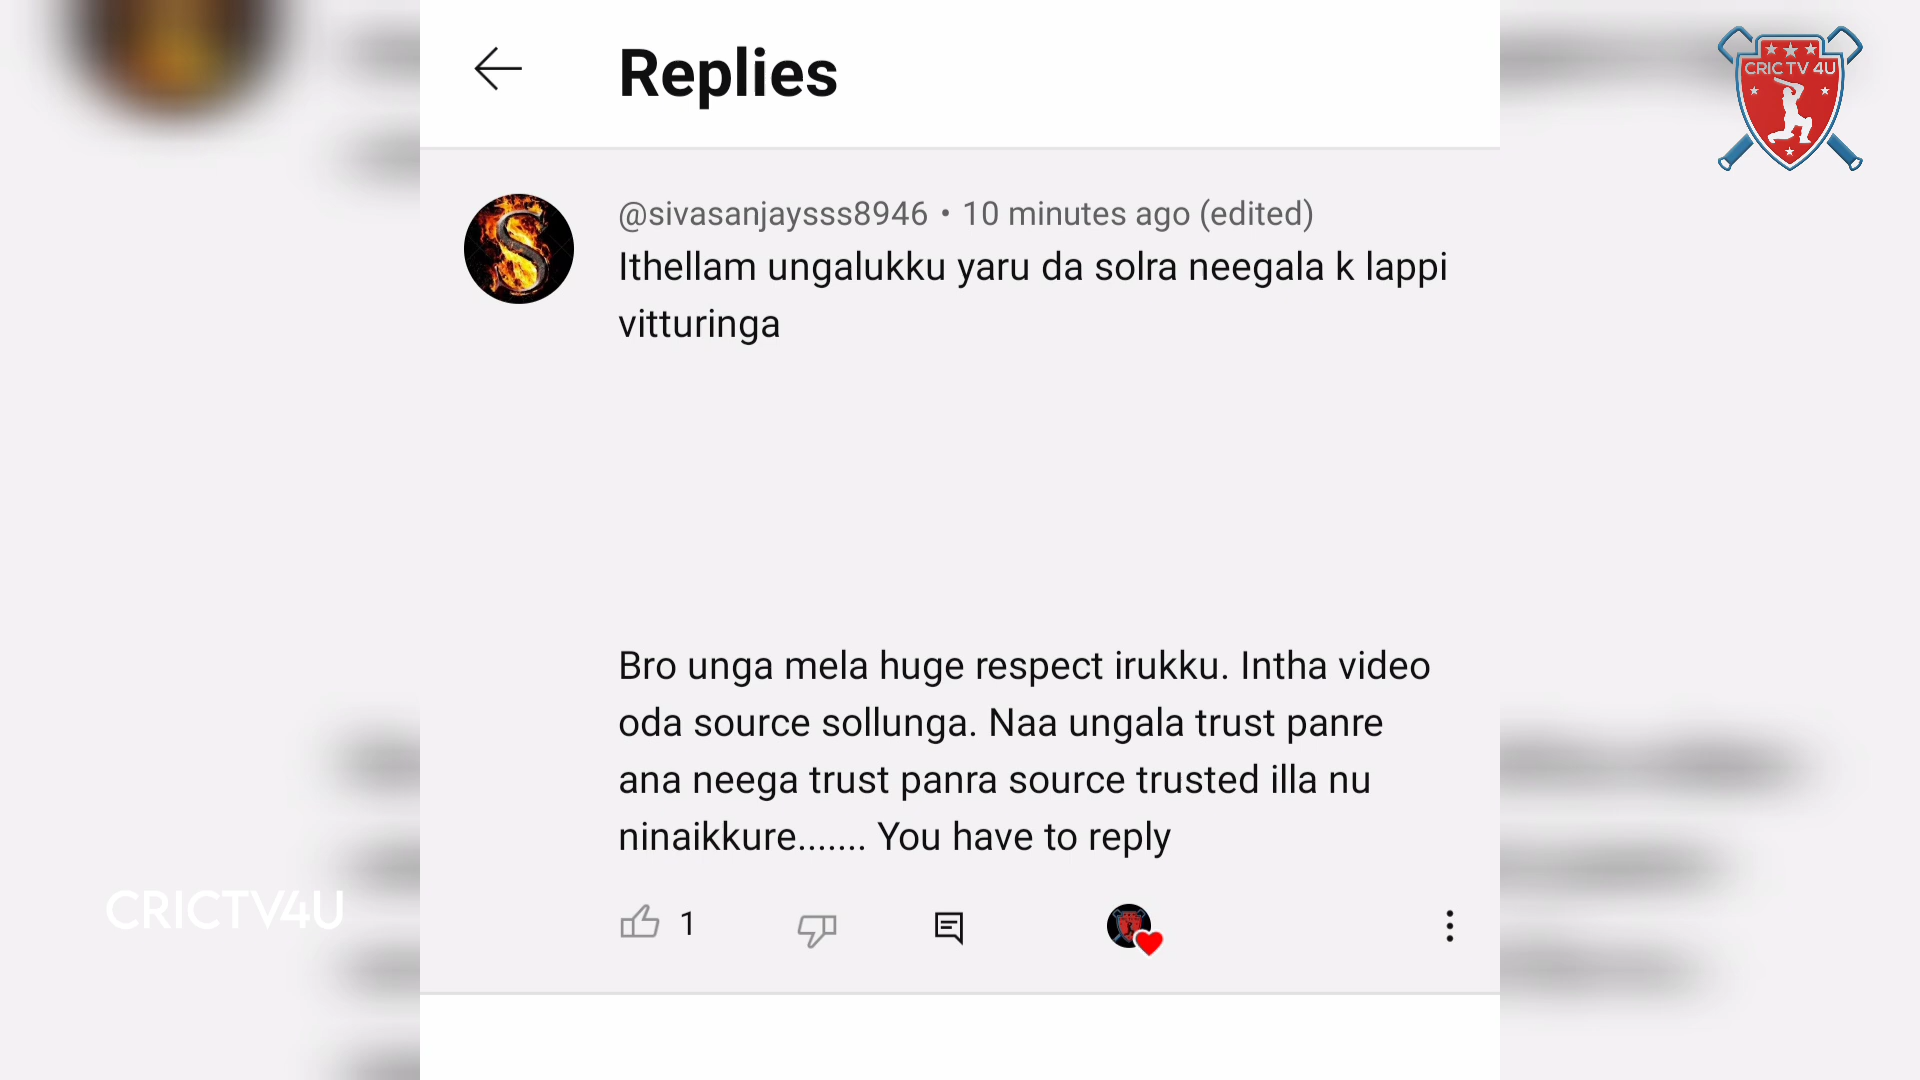 Replies
CRIC TV 4U
@sivasanjaysss8946 • 10 minutes ago (edited)
Ithellam ungalukku yaru da solra neegala k lappi
vitturinga
Bro unga mela huge respect irukku. Intha video
oda source sollunga. Naa ungala trust panre
ana neega trust panra source trusted illa nu
ninaikkure....... You have to reply
1
CRICTV4U